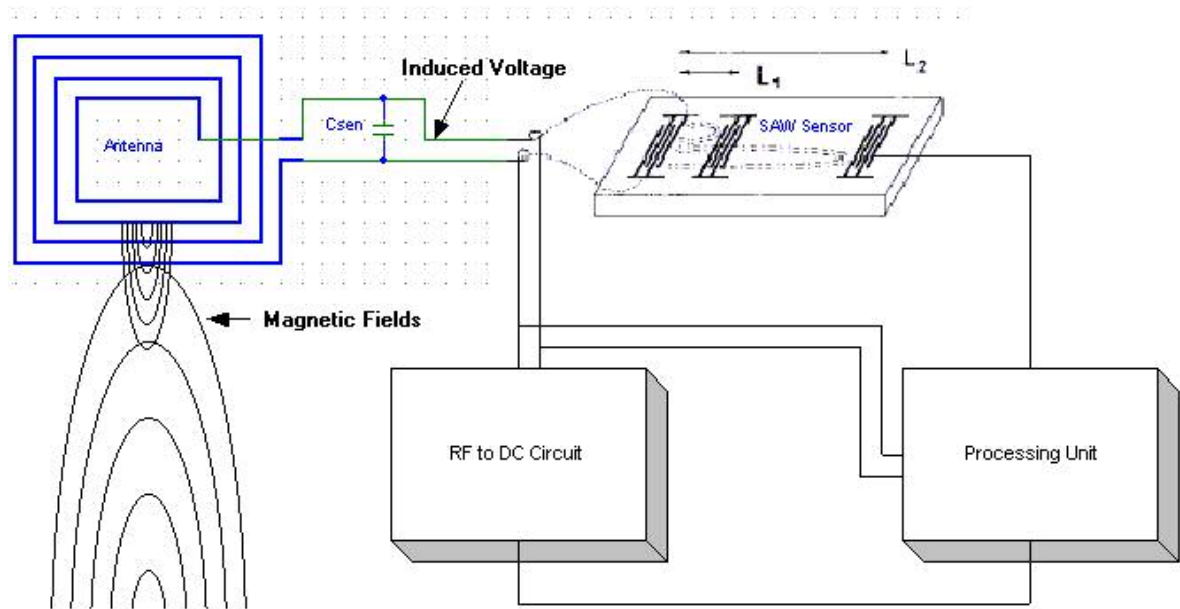 Induced Voltage
L2
L1
Csen
SAW Sensor
Antenna
Magnetic Fields
RF to DC Circuit
Processing Unit